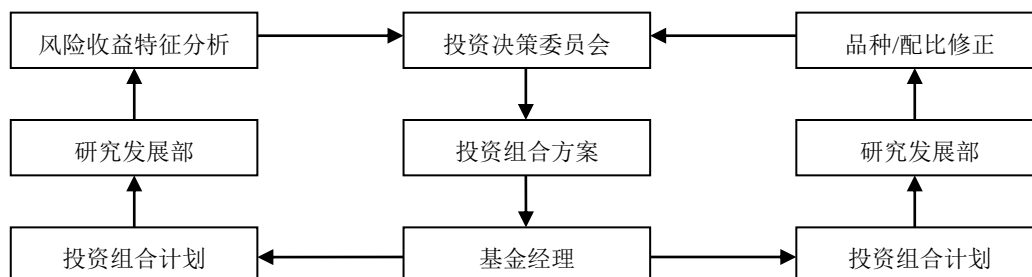 风险收益特征分析
投资决策委员会
品种/配比修正
研究发展部
投资组合方案
研究发展部
投资组合计划
基金经理
投资组合计划